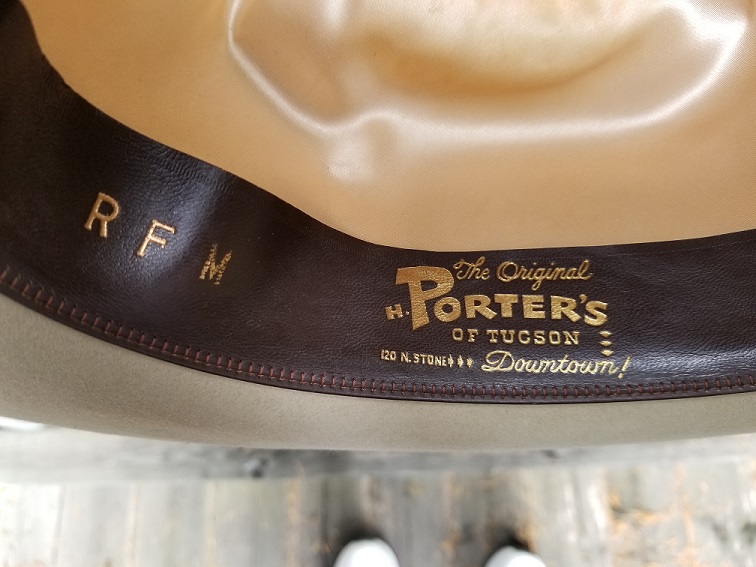 R F M
The Original
H. PORTER'S
OF TUCSON
120 N. STONE Downtown!